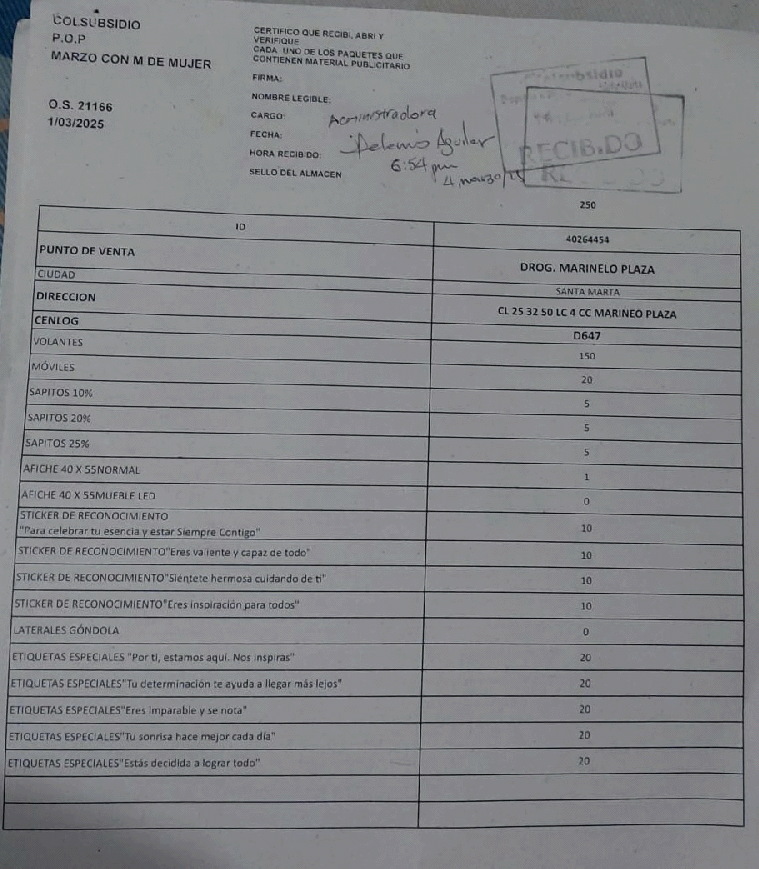 COLSUBSIDIO
P.O.P
MARZO CON M DE MUJER
O.S. 21166
1/03/2025
CERTIFICO QUE RECIBI, ABRI Y
VERIFIQUE
CADA UNO DE LOS PAQUETES QUE
CONTIENEN MATERIAL PUBLICITARIO
FIRMA:
NOMBRE LEGIBLE:
CARGO: Administradora
FECHA: Aguilar
HORA RECIBIDO: 6:54 pm
SELLO DEL ALMACEN 4 marzo
RECIBIDO
250
ID 40264454
PUNTO DE VENTA DROG. MARINELO PLAZA
CIUDAD SANTA MARTA
DIRECCION CL 25 32 50 LC 4 CC MARINEO PLAZA
CENLOG D647
VOLANTES 150
MÓVILES 20
SAPITOS 10% 5
SAPITOS 20% 5
SAPITOS 25% 5
AFICHE 40 X 55NORMAL 1
AFICHE 40 X 55MUEBLE LED 0
STICKER DE RECONOCIMIENTO
"Para celebrar tu esencia y estar Siempre Contigo" 10
STICKER DE RECONOCIMIENTO"Eres valiente y capaz de todo" 10
STICKER DE RECONOCIMIENTO"Siéntete hermosa cuidando de ti" 10
STICKER DE RECONOCIMIENTO"Eres inspiración para todos" 10
LATERALES GÓNDOLA 0
ETIQUETAS ESPECIALES "Por ti, estamos aquí. Nos inspiras" 20
ETIQUETAS ESPECIALES"Tu determinación te ayuda a llegar más lejos" 20
ETIQUETAS ESPECIALES"Eres imparable y se nota" 20
ETIQUETAS ESPECIALES"Tu sonrisa hace mejor cada día" 20
ETIQUETAS ESPECIALES"Estás decidida a lograr todo" 20